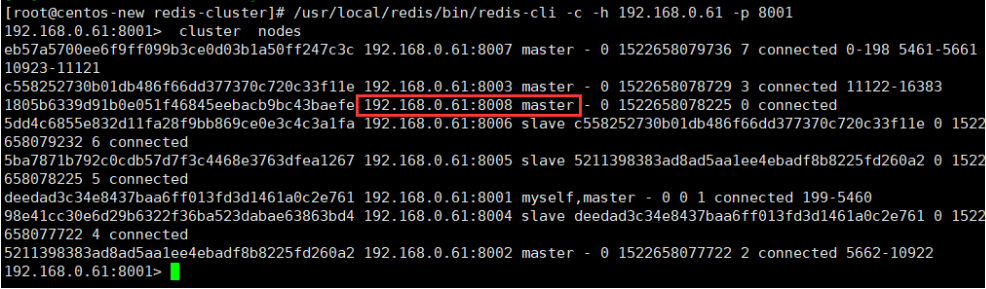 [root@centos-new redis-cluster]# /usr/local/redis/bin/redis-cli -c -h 192.168.0.61 -p 8001
192.168.0.61:8001>  cluster  nodes
eb57a5700ee6f9ff099b3ce0d03b1a50ff247c3c 192.168.0.61:8007 master - 0 1522658079736 7 connected 0-198 5461-5661
10923-11121
c558252730b01db486f66dd377370c720c33f11e 192.168.0.61:8003 master - 0 1522658078729 3 connected 11122-16383
1805b6339d91b0e051f46845eebacb9bc43baefe 192.168.0.61:8008 master - 0 1522658078225 0 connected
5dd4c6855e832d11fa28f9bb869ce0e3c4c3a1fa 192.168.0.61:8006 slave c558252730b01db486f66dd377370c720c33f11e 0 1522
658079232 6 connected
5ba7871b792c0cdb57d7f3c4468e3763dfea1267 192.168.0.61:8005 slave 5211398383ad8ad5aa1ee4ebadf8b8225fd260a2 0 1522
658078225 5 connected
deedad3c34e8437baa6ff013fd3d1461a0c2e761 192.168.0.61:8001 myself,master - 0 0 1 connected 199-5460
98e41cc30e6d29b6322f36ba523dabae63863bd4 192.168.0.61:8004 slave deedad3c34e8437baa6ff013fd3d1461a0c2e761 0 1522
658077722 4 connected
5211398383ad8ad5aa1ee4ebadf8b8225fd260a2 192.168.0.61:8002 master - 0 1522658077722 2 connected 5662-10922
192.168.0.61:8001>